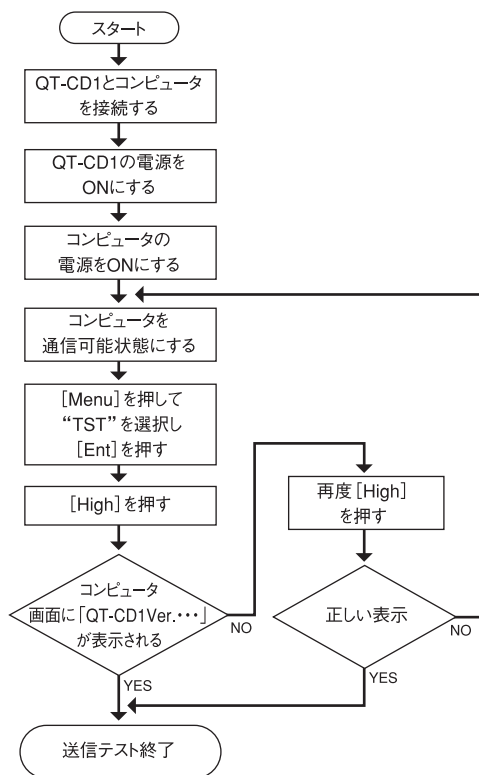 スタート
QT-CD1とコンピュータ
を接続する
QT-CD1の電源を
ONにする
コンピュータの
電源をONにする
コンピュータを
通信可能状態にする
[Menu]を押して
“TST”を選択し
[Ent]を押す
[High]を押す
コンピュータ
画面に「QT-CD1Ver.･･･」
が表示される
NO
YES
再度[High]
を押す
正しい表示
NO
YES
送信テスト終了